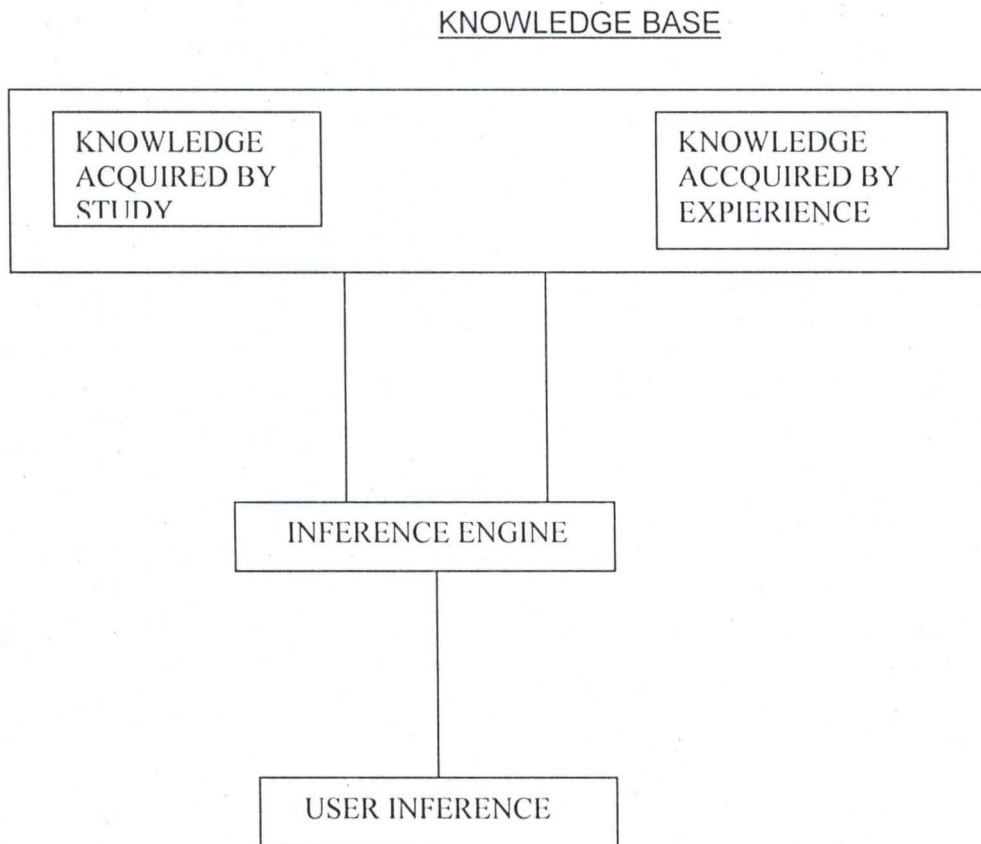 KNOWLEDGE BASE
KNOWLEDGE
ACQUIRED BY
STUDY
KNOWLEDGE
ACCQUIRED BY
EXPIERIENCE
INFERENCE ENGINE
USER INFERENCE